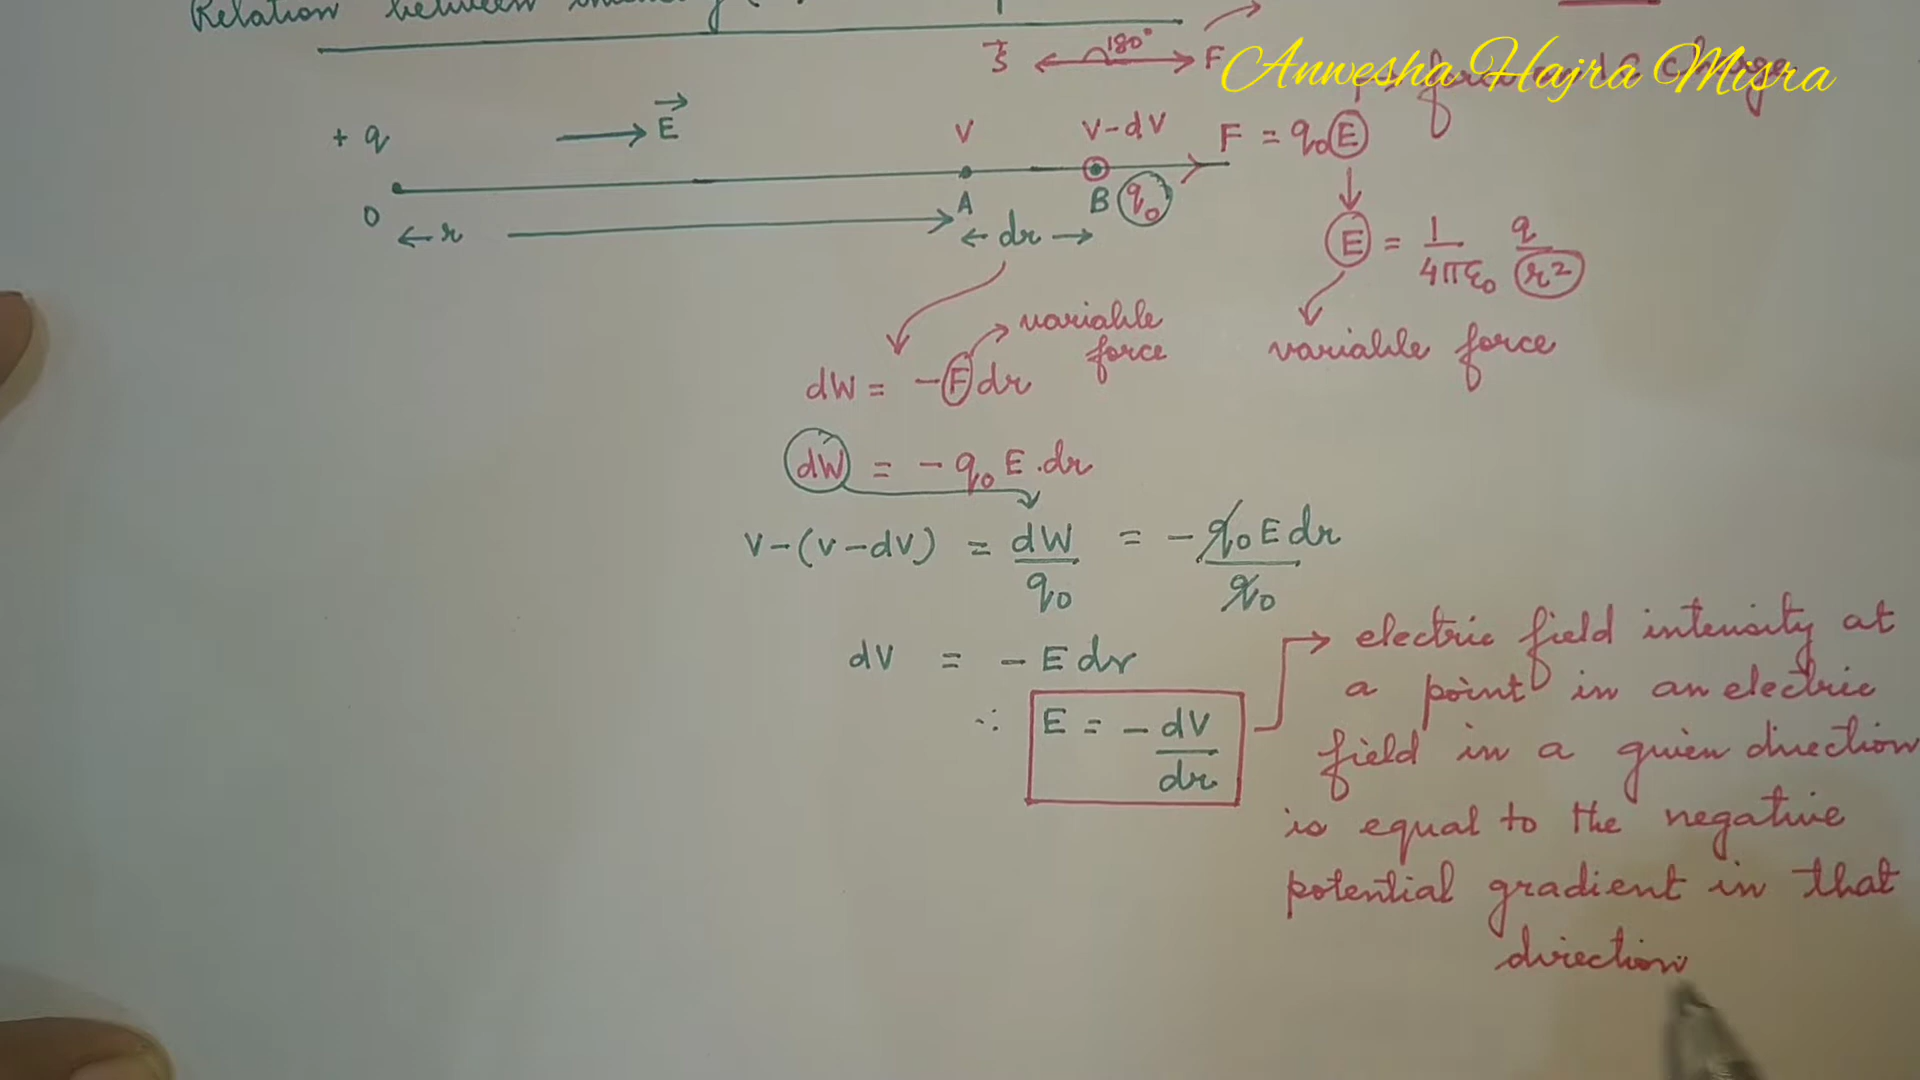 Relation between
→
S 180° F
Anwesha Hajra Misra
+ q → E V V-dV F = q₀E
O A B q₀
← r → ← dr → E = 1/4πε₀ q/r²
variable force
variable force
dW = -Fdr
dW = - q₀ E . dr
V-(V-dV) = dW/q₀ = - q₀Edr/q₀
dV = - Edr
∴ E = - dV/dr
electric field intensity at
a point in an electric
field in a given direction
is equal to the negative
potential gradient in that
direction